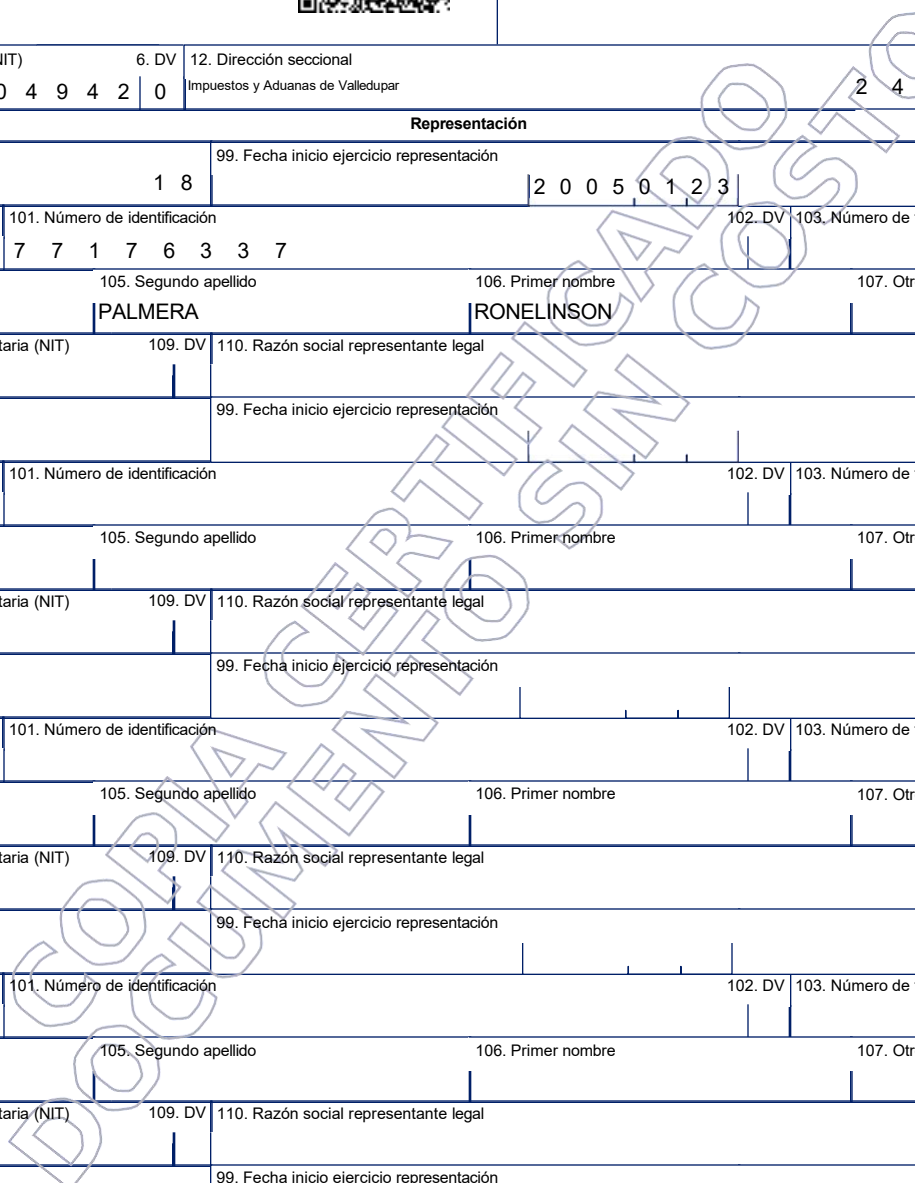 NIT) 6. DV 12. Dirección seccional
0 4 9 4 2 0 Impuestos y Aduanas de Valledupar 2 4
Representación
99. Fecha inicio ejercicio representación
1 8 2 0 0 5 0 1 2 3
101. Número de identificación 102. DV 103. Número de
7 7 1 7 6 3 3 7
105. Segundo apellido 106. Primer nombre 107. Otr
PALMERA RONELINSON
taria (NIT) 109. DV 110. Razón social representante legal
99. Fecha inicio ejercicio representación
101. Número de identificación 102. DV 103. Número de
105. Segundo apellido 106. Primer nombre 107. Otr
taria (NIT) 109. DV 110. Razón social representante legal
99. Fecha inicio ejercicio representación
101. Número de identificación 102. DV 103. Número de
105. Segundo apellido 106. Primer nombre 107. Otr
taria (NIT) 109. DV 110. Razón social representante legal
99. Fecha inicio ejercicio representación
101. Número de identificación 102. DV 103. Número de
105. Segundo apellido 106. Primer nombre 107. Otr
taria (NIT) 109. DV 110. Razón social representante legal
99. Fecha inicio ejercicio representación
COPIA CERTIFICADO
DOCUMENTO SIN COSTO